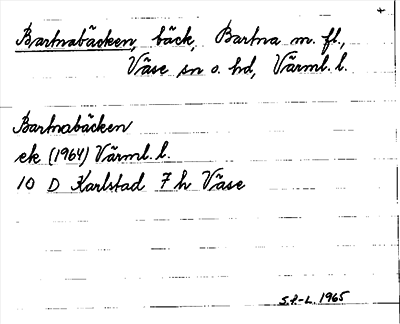 Bartnabäcken, bäck, Bartna m. fl.,
Väse sn o. hd, Värml. l.
Bartnabäcken
ek (1964) Värml. l.
10 D Karlstad 7 h Väse
S.P.-L. 1965